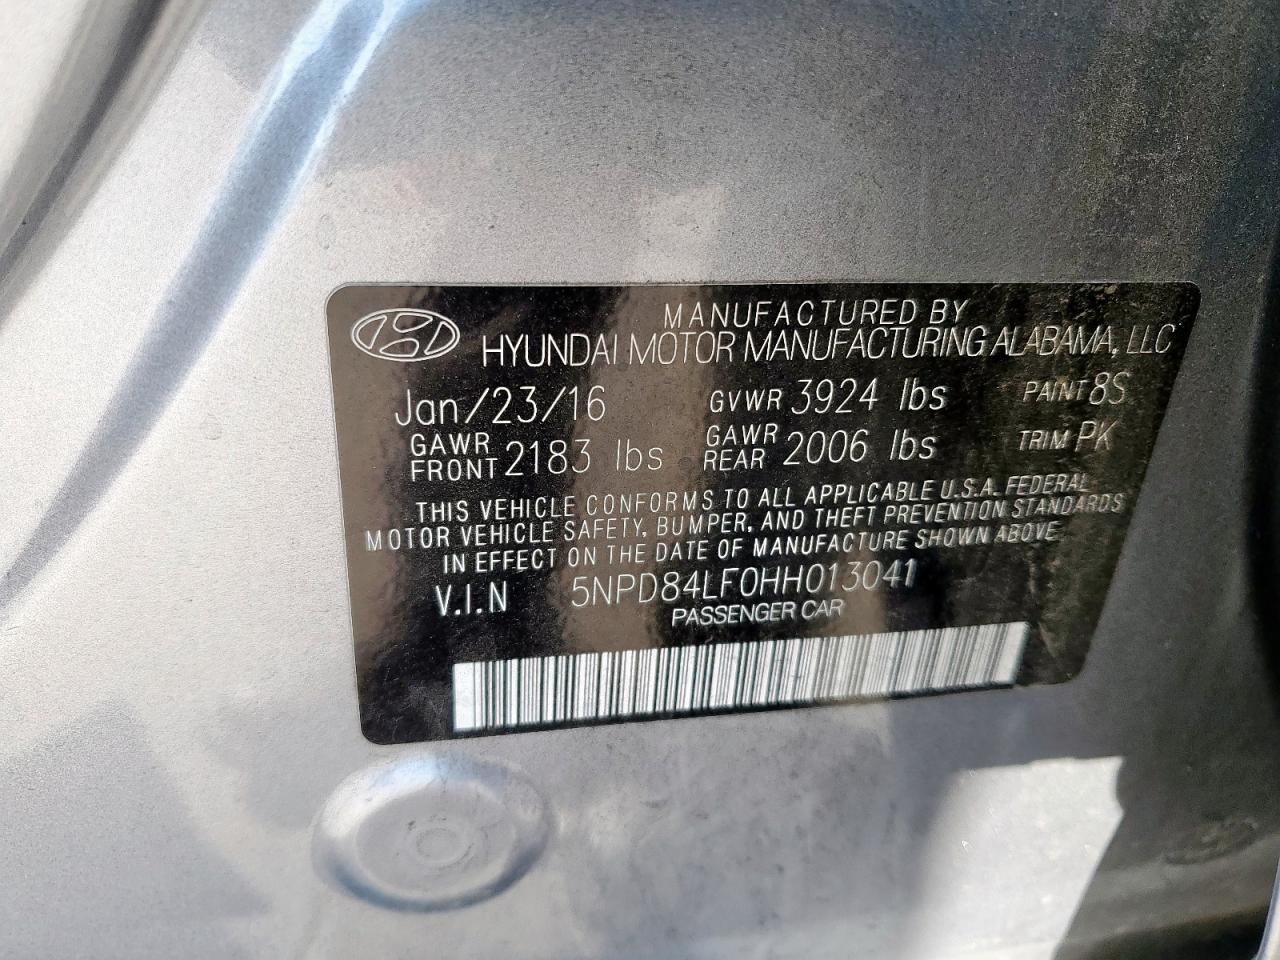 MANUFACTURED BY
HYUNDAI MOTOR MANUFACTURING ALABAMA, LLC
Jan/23/16 GVWR 3924 lbs PAINT 8S
GAWR FRONT 2183 lbs GAWR REAR 2006 lbs TRIM PK
THIS VEHICLE CONFORMS TO ALL APPLICABLE U.S.A. FEDERAL
MOTOR VEHICLE SAFETY, BUMPER, AND THEFT PREVENTION STANDARDS
IN EFFECT ON THE DATE OF MANUFACTURE SHOWN ABOVE
V.I.N 5NPD84LF0HH013041
PASSENGER CAR